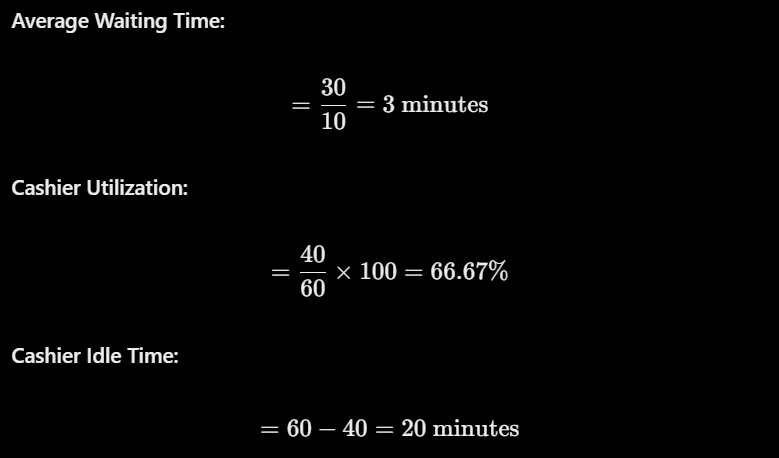 Average Waiting Time:
= 30/10 = 3 minutes
Cashier Utilization:
= 40/60 × 100 = 66.67%
Cashier Idle Time:
= 60 − 40 = 20 minutes